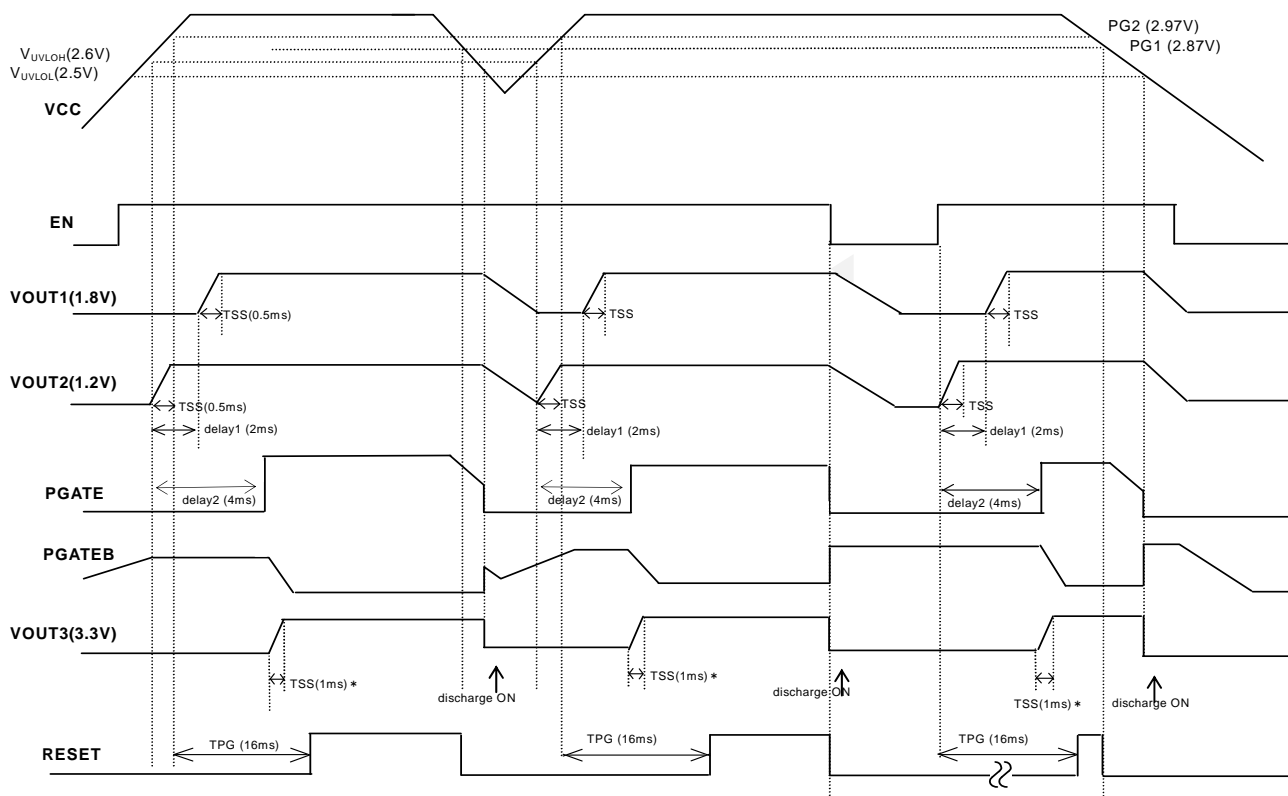 PG2 (2.97V)
PG1 (2.87V)
VUVLOH(2.6V)
VUVLOL(2.5V)
VCC
EN
VOUT1(1.8V)
TSS(0.5ms)
TSS
TSS
VOUT2(1.2V)
TSS(0.5ms)
TSS
TSS
delay1 (2ms)
delay1 (2ms)
delay1 (2ms)
PGATE
delay2 (4ms)
delay2 (4ms)
delay2 (4ms)
PGATEB
VOUT3(3.3V)
TSS(1ms)*
discharge ON
TSS(1ms)*
discharge ON
TSS(1ms)*
discharge ON
RESET
TPG (16ms)
TPG (16ms)
TPG (16ms)